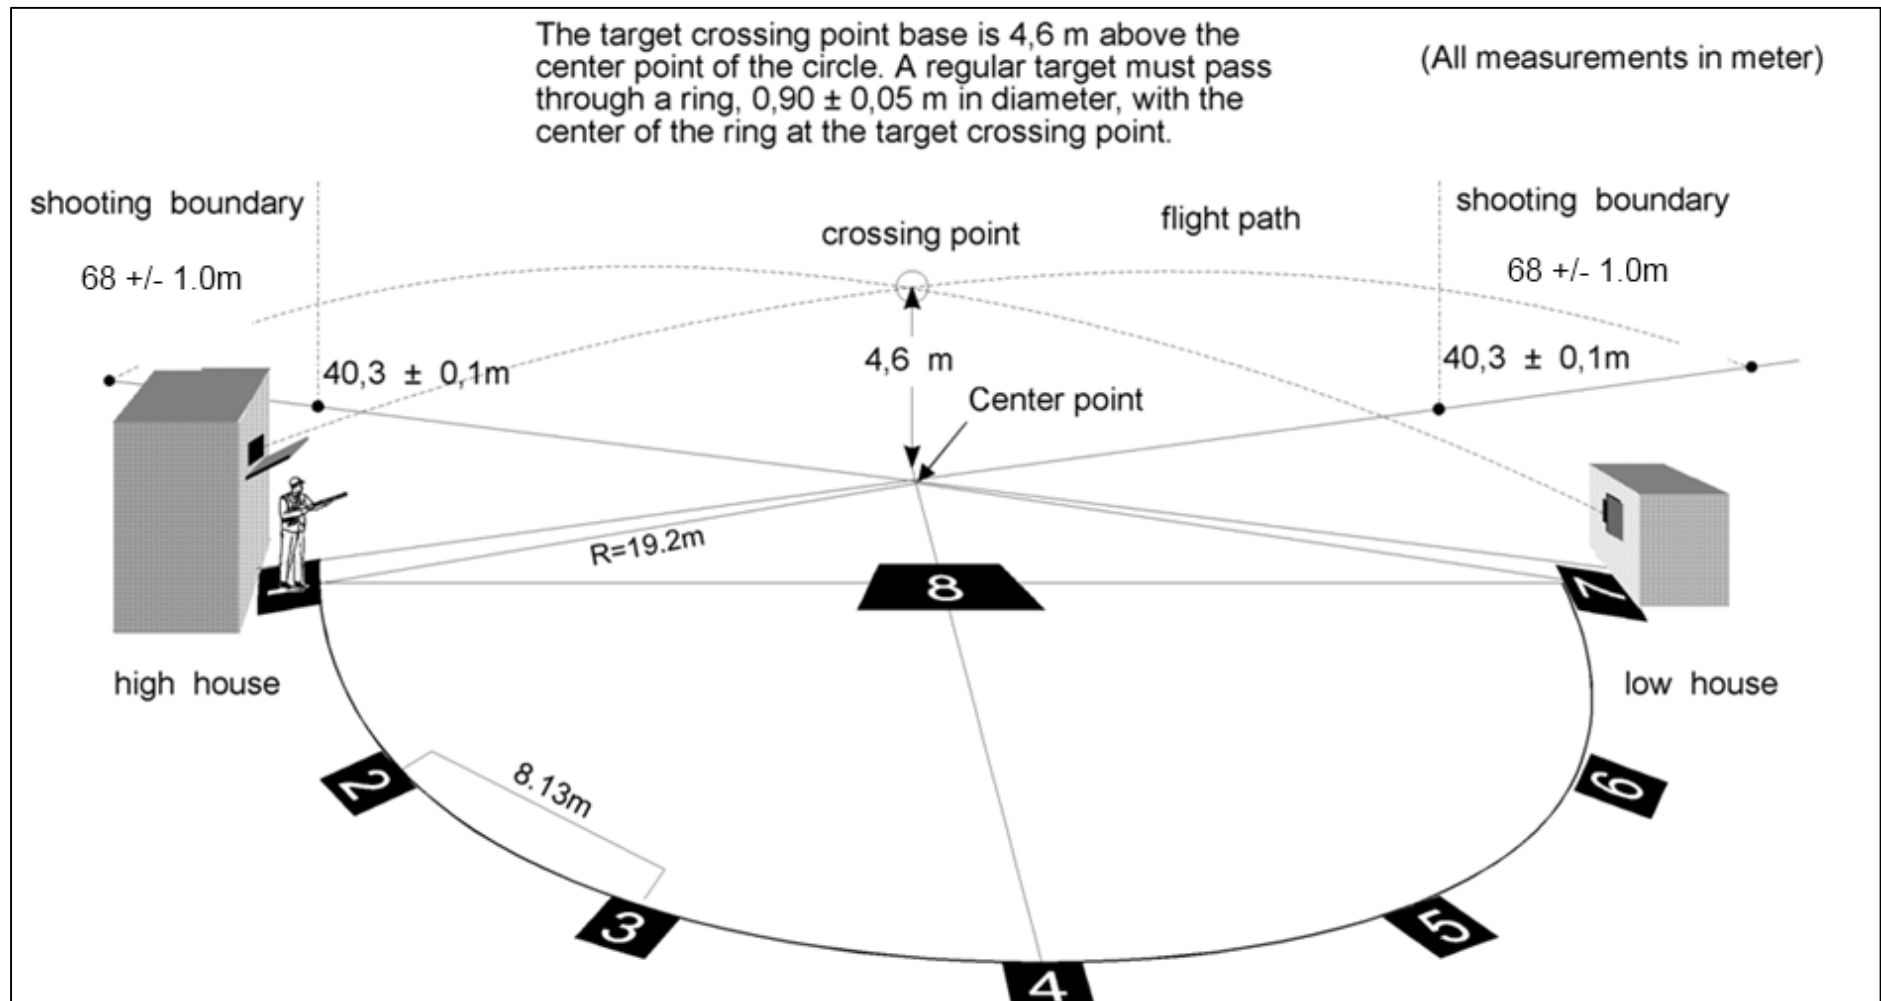 The target crossing point base is 4,6 m above the
center point of the circle. A regular target must pass
through a ring, 0,90 ± 0,05 m in diameter, with the
center of the ring at the target crossing point.
(All measurements in meter)
shooting boundary
68 +/- 1.0m
crossing point
flight path
shooting boundary
68 +/- 1.0m
40,3 ± 0,1m
4,6 m
40,3 ± 0,1m
Center point
R=19.2m
1
8
7
high house
low house
2
8.13m
6
3
5
4